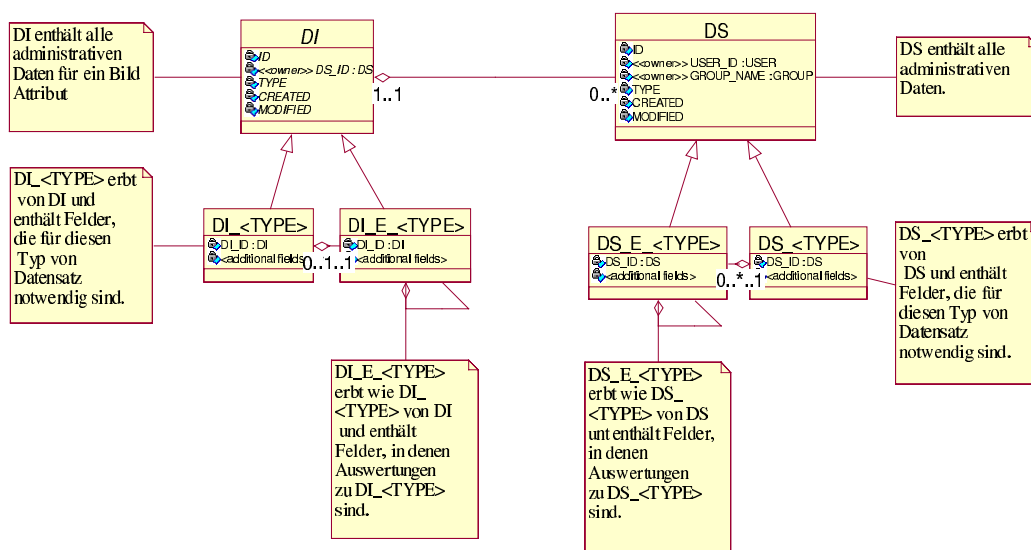 DI enthält alle
administrativen
Daten für ein Bild
Attribut
DI
ID
<<owner>> DS_ID : DS
TYPE
CREATED
MODIFIED
1..1
0..*
DS
ID
<<owner>> USER_ID : USER
<<owner>> GROUP_NAME : GROUP
TYPE
CREATED
MODIFIED
DS enthält alle
administrativen
Daten.
DI_<TYPE> erbt
von DI und
enthält Felder,
die für diesen
Typ von
Datensatz
notwendig sind.
DI_<TYPE>
DI_ID : DI
<additional fields>
0..1..1
DI_E_<TYPE>
DI_ID : DI
<additional fields>
DS_E_<TYPE>
DS_ID : DS
<additional fields>
0..*..1
DS_<TYPE>
DS_ID : DS
<additional fields>
DS_<TYPE> erbt
von
DS und enthält
Felder, die für
diesen Typ von
Datensatz
notwendig sind.
DI_E_<TYPE>
erbt wie DI_
<TYPE> von DI
und enthält
Felder, in denen
Auswertungen
zu DI_<TYPE>
sind.
DS_E_<TYPE>
erbt wie DS_
<TYPE> von DS
unt enthält Felder,
in denen
Auswertungen
zu DS_<TYPE>
sind.